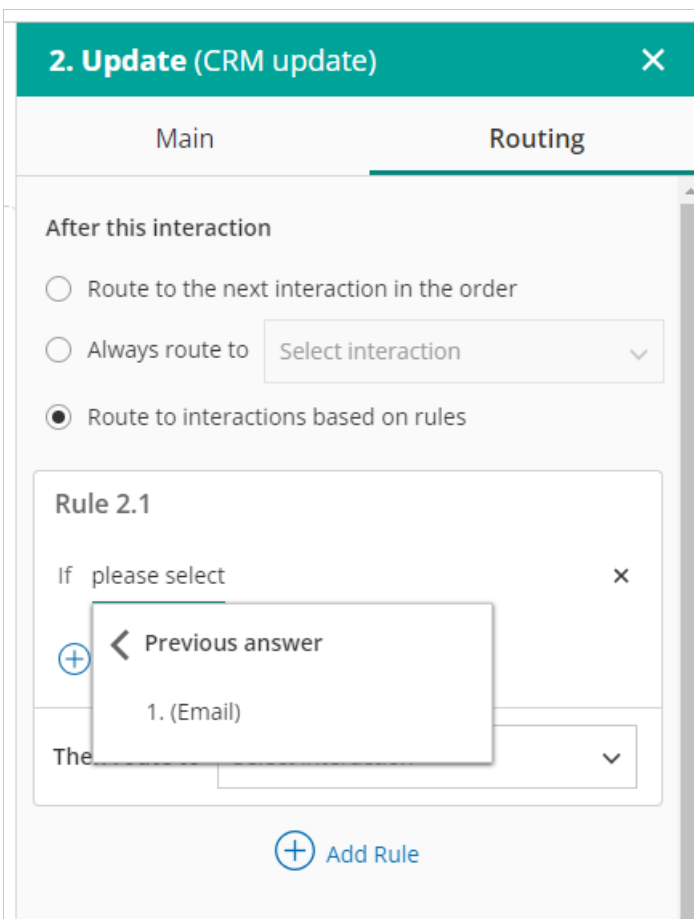 2. Update (CRM update)
Main Routing
After this interaction
Route to the next interaction in the order
Always route to Select interaction
Route to interactions based on rules
Rule 2.1
If please select
Previous answer
1. (Email)
Add Rule